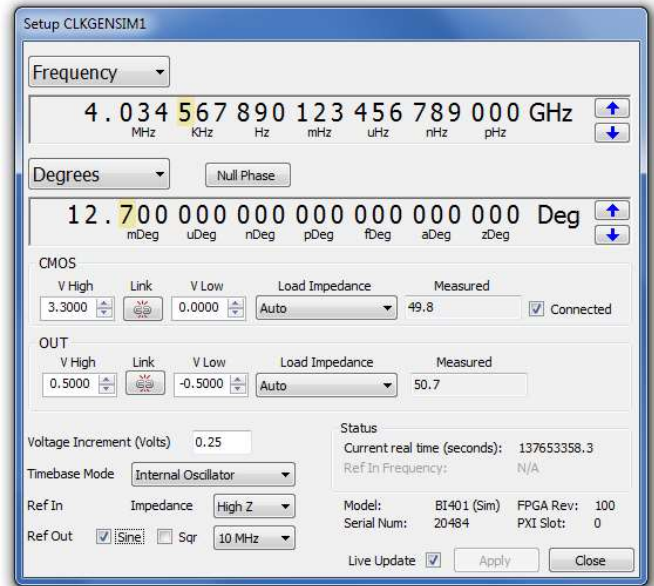 Setup CLKGENSIM1
Frequency
4.034 567 890 123 456 789 000 GHz
MHz KHz Hz mHz uHz nHz pHz
Degrees Null Phase
12.700 000 000 000 000 000 000 Deg
mDeg uDeg nDeg pDeg fDeg aDeg zDeg
CMOS
V High Link V Low Load Impedance Measured
3.3000 0.0000 Auto 49.8 Connected
OUT
V High Link V Low Load Impedance Measured
0.5000 -0.5000 Auto 50.7
Voltage Increment (Volts) 0.25
Timebase Mode Internal Oscillator
Ref In Impedance High Z
Ref Out Sine Sqr 10 MHz
Status
Current real time (seconds): 137653358.3
Ref In Frequency: N/A
Model: BI401 (Sim) FPGA Rev: 100
Serial Num: 20484 PXI Slot: 0
Live Update Apply Close